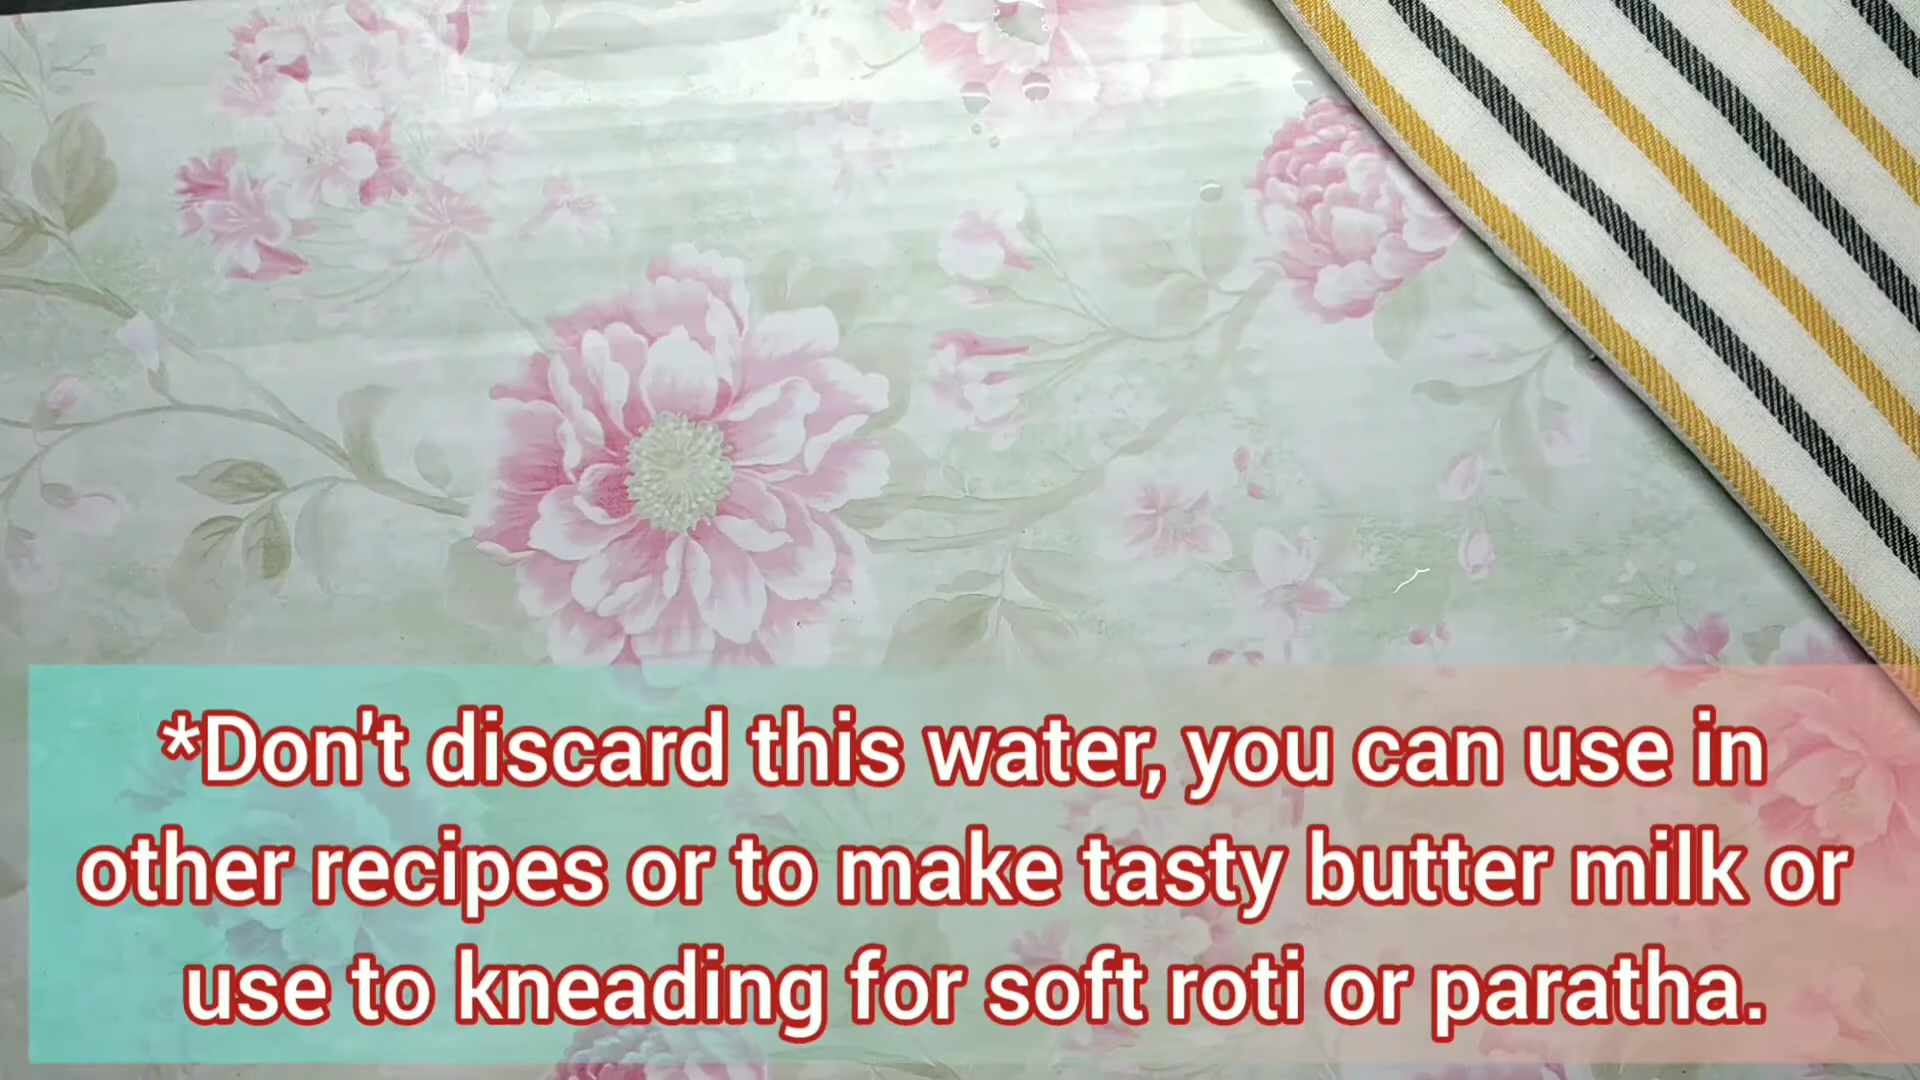 *Don't discard this water, you can use in
other recipes or to make tasty butter milk or
use to kneading for soft roti or paratha.